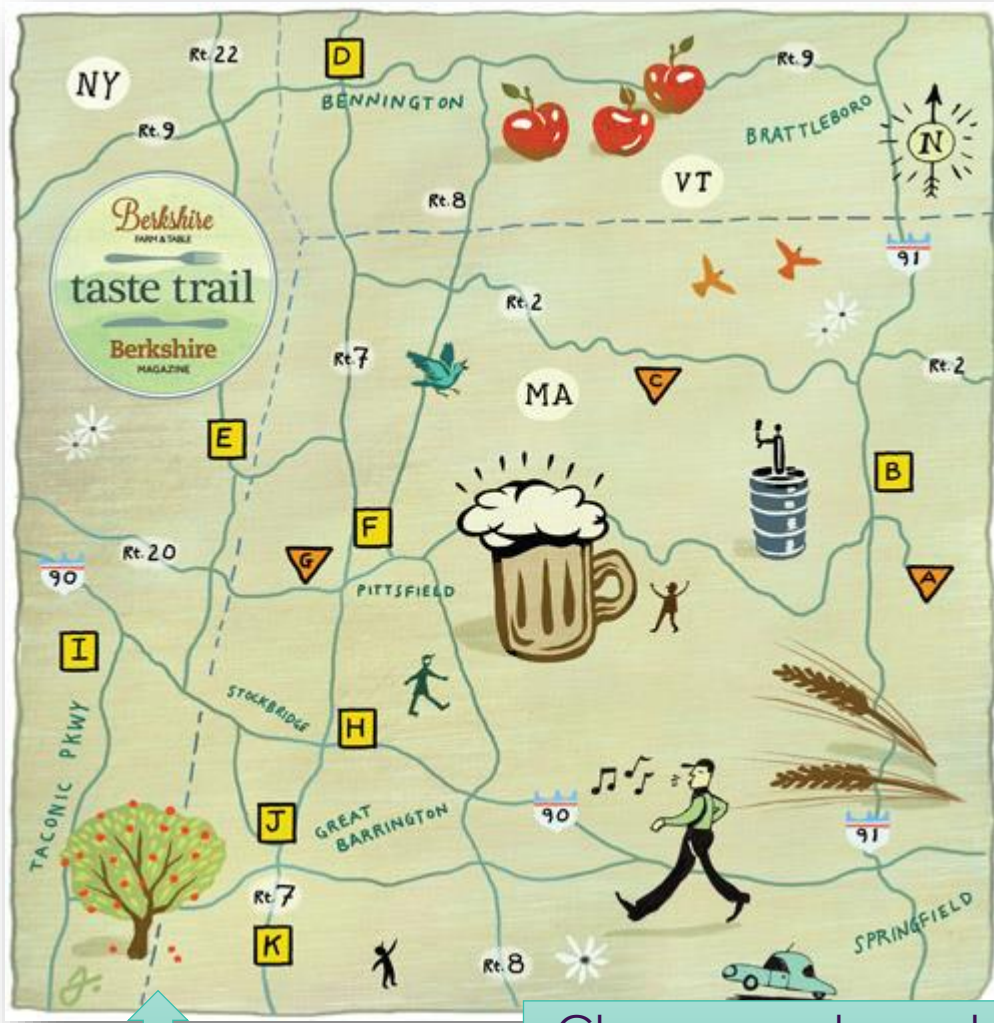 Rt. 22
D
NY
Rt. 9
BENNINGTON
Rt. 9
BRATTLEBORO
N
VT
Rt. 8
Berkshire
FARM & TABLE
taste trail
Berkshire
MAGAZINE
91
Rt. 2
Rt. 7
Rt. 2
MA
C
E
B
F
Rt. 20
G
90
PITTSFIELD
A
I
STOCKBRIDGE
H
TACONIC PKWY
90
J
GREAT
BARRINGTON
91
Rt. 7
SPRINGFIELD
K
Rt. 8
J.